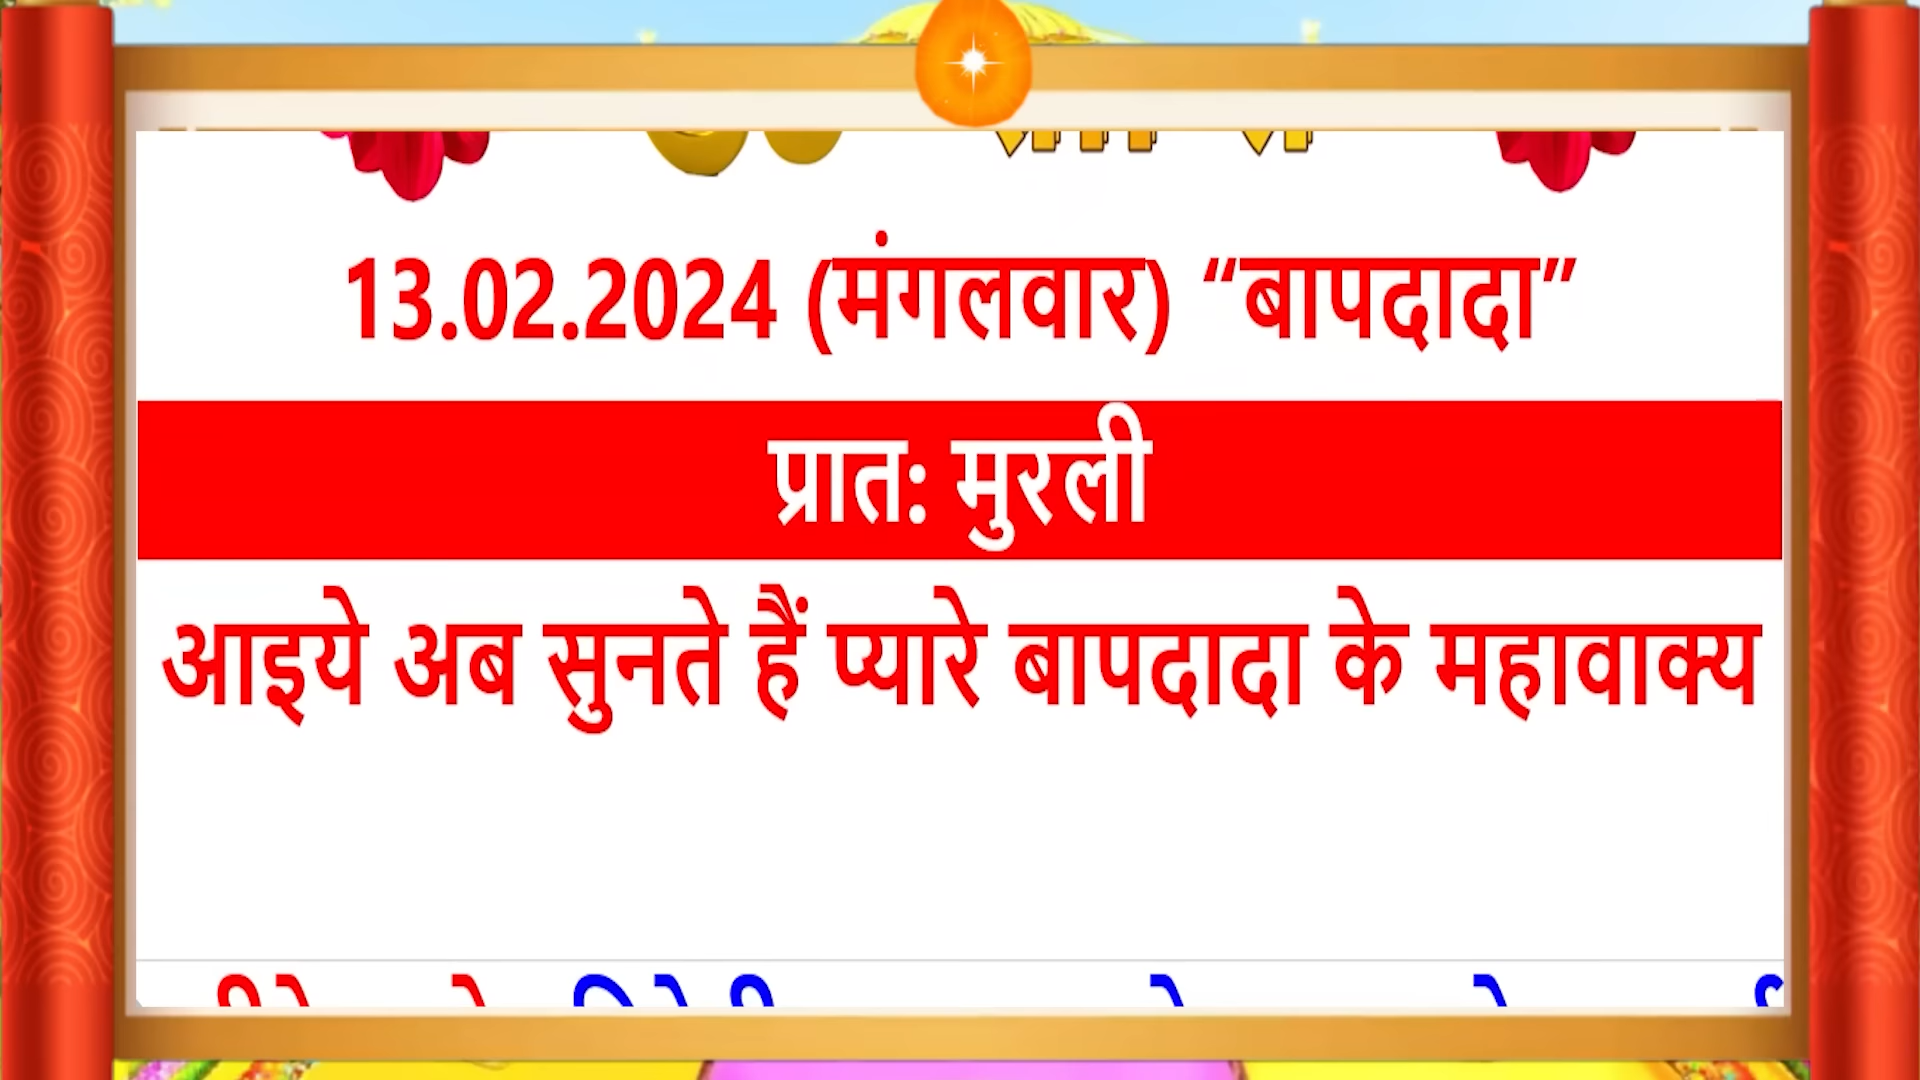 13.02.2024 (मंगलवार) “बापदादा”
प्रात: मुरली
आइये अब सुनते हैं प्यारे बापदादा के महावाक्य